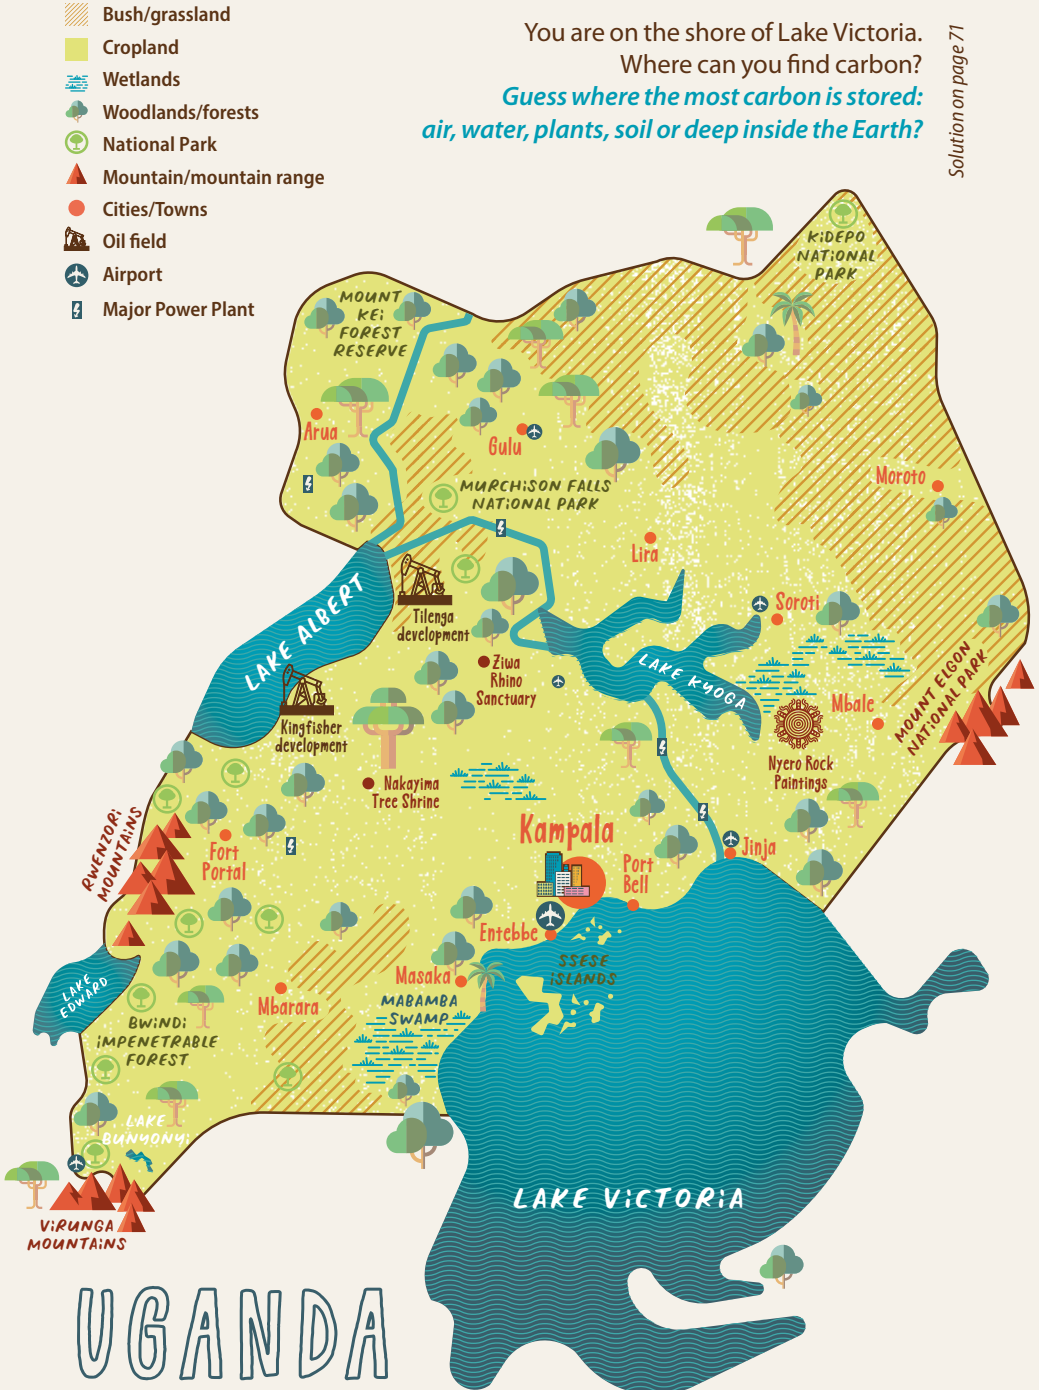 Bush/grassland
Cropland
Wetlands
Woodlands/forests
National Park
Mountain/mountain range
Cities/Towns
Oil field
Airport
Major Power Plant
You are on the shore of Lake Victoria.
Where can you find carbon?
Guess where the most carbon is stored:
air, water, plants, soil or deep inside the Earth?
Solution on page 71
KiDEPO
NATIONAL
PARK
MOUNT
KEi
FOREST
RESERVE
Arua
Gulu
MURCHISON FALLS
NATIONAL PARK
Moroto
Lira
LAKE ALBERT
Tilenga
development
Soroti
Ziwa
Rhino
Sanctuary
LAKE KYOGA
MOUNT ELGON
NATIONAL PARK
Mbale
Kingfisher
development
Nyero Rock
Paintings
Nakayima
Tree Shrine
RWENZORi
MOUNTAiNS
Fort
Portal
Kampala
Port
Bell
Jinja
Entebbe
SSESE
iSLANDS
Masaka
MABAMBA
SWAMP
Mbarara
LAKE
EDWARD
BWiNDi
iMPENETRABLE
FOREST
LAKE
BUNYONYi
LAKE ViCTORiA
ViRUNGA
MOUNTAiNS
UGANDA